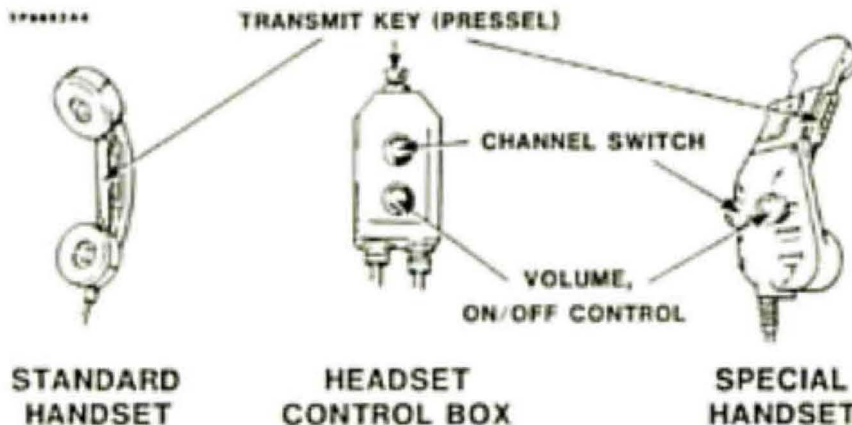 TRANSMIT KEY (PRESSEL)
CHANNEL SWITCH
VOLUME,
ON/OFF CONTROL
STANDARD
HANDSET
HEADSET
CONTROL BOX
SPECIAL
HANDSET